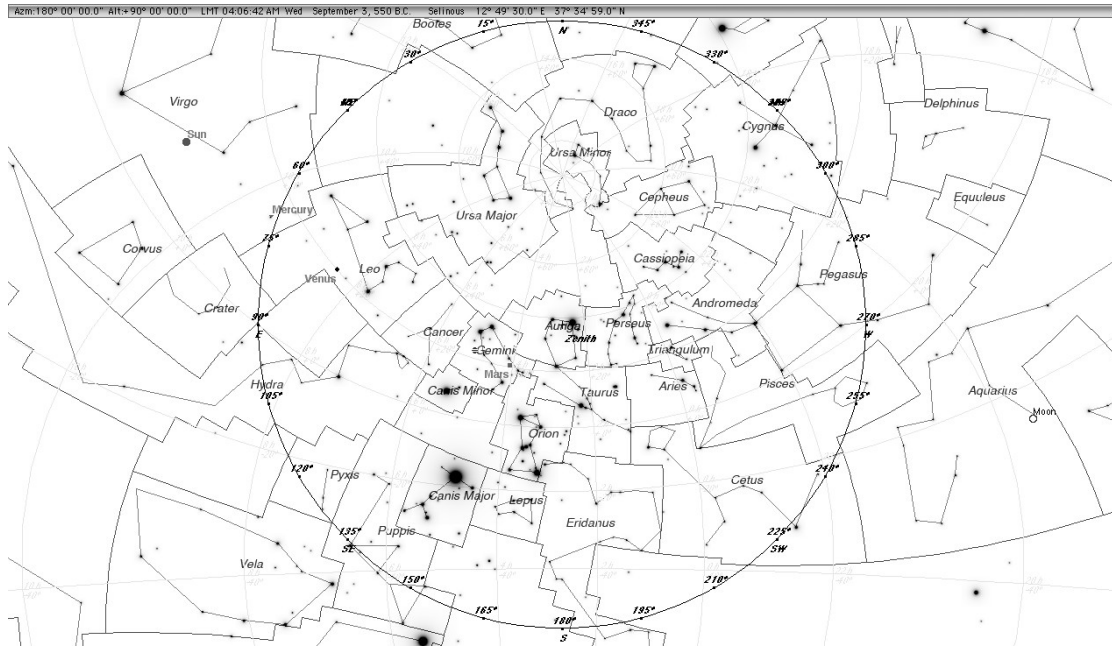 Azm:180° 00' 00.0" Alt:+90° 00' 00.0" LMT 04:06:42 AM Wed September 3, 550 B.C. Selinous 12° 49' 30.0" E 37° 34' 59.0" N
Bootes
15°
N
345°
30°
330°
Virgo
Draco
Delphinus
Cygnus
Sun
Ursa Minor
60°
300°
Cepheus
Equuleus
Mercury
Ursa Major
75°
285°
Corvus
Cassiopeia
Pegasus
Leo
Venus
Crater
Andromeda
90°
E
Cancer
Auriga
Perseus
270°
W
Zenith
Gemini
Triangulum
Mars
Hydra
Canis Minor
Taurus
Aries
Pisces
Aquarius
105°
255°
Moon
Orion
120°
240°
Pyxis
Cetus
Canis Major
Lepus
Eridanus
Puppis
135°
SE
225°
SW
Vela
150°
210°
165°
195°
180°
S